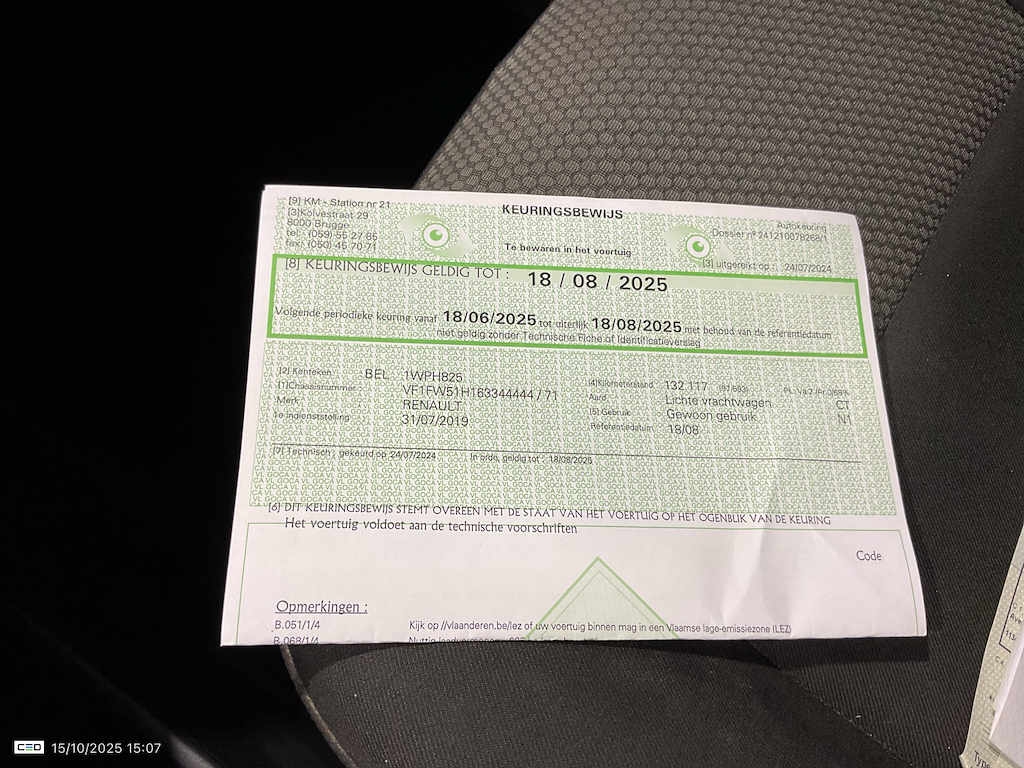 [9] KM - Station nr 21
[3]Kolvestraat 29
8000 Brugge
tel: (059) 55 27 65
fax: (050) 45 70 71
KEURINGSBEWIJS
Te bewaren in het voertuig
Autokeuring
Dossier nº 241210078268/1
[3] uitgereikt op : 24/07/2024
[8] KEURINGSBEWIJS GELDIG TOT : 18 / 08 / 2025
Volgende periodieke keuring vanaf 18/06/2025 tot uiterlijk 18/08/2025 met behoud van de referentiedatum
niet geldig zonder Technische Fiche of Identificatieverslag
[2] Kenteken : BEL 1WPH825
[1]Chassisnummer : VF1FW51H163344444 / 71
Merk RENAULT
1e indienststelling 31/07/2019
[4]Kilometerstand : 132.117
Aard: Lichte vrachtwagen CT
[5] Gebruik: Gewoon gebruik N1
Referentiedatum: 18/08
[7] Technisch : gekeurd op 24/07/2024 In orde, geldig tot : 18/08/2025
[6] DIT KEURINGSBEWIJS STEMT OVEREEN MET DE STAAT VAN HET VOERTUIG OP HET OGENBLIK VAN DE KEURING
Het voertuig voldoet aan de technische voorschriften
Code
Opmerkingen :
B.051/1/4 Kijk op //vlaanderen.be/lez of uw voertuig binnen mag in een Vlaamse lage-emissiezone (LEZ)
B.068/1/4
CEO 15/10/2025 15:07